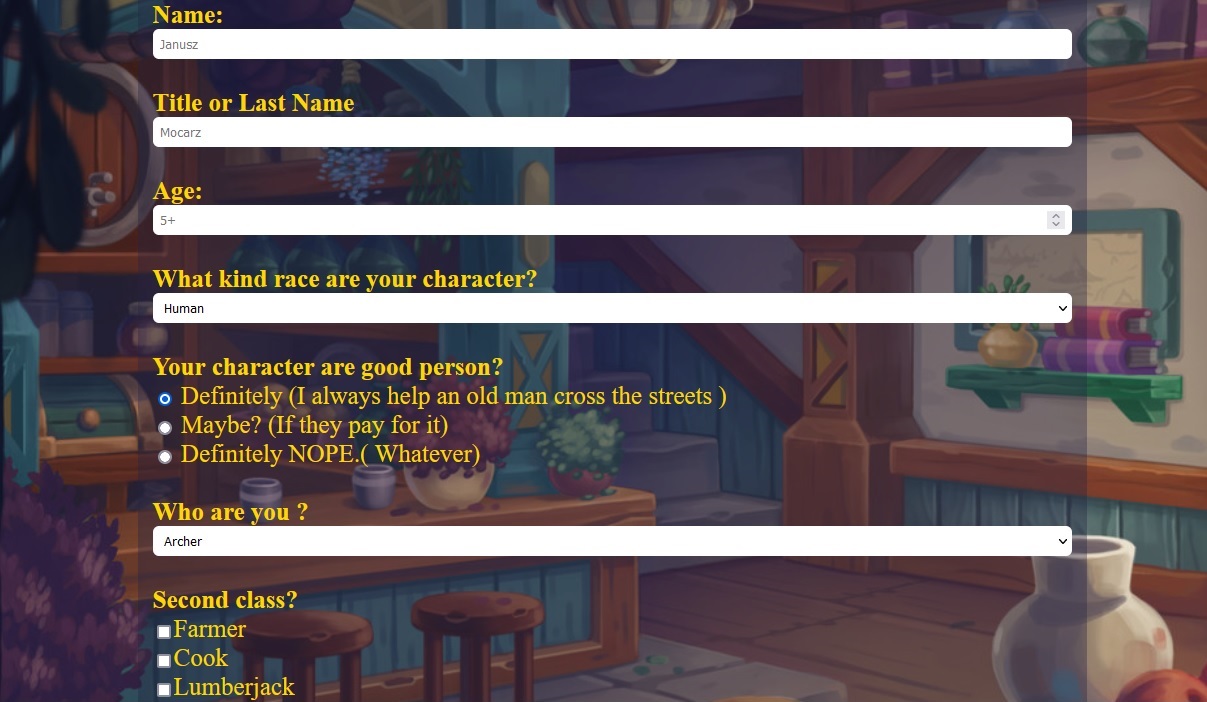 Name:
Janusz
Title or Last Name
Mocarz
Age:
5+
What kind race are your character?
Human
Your character are good person?
Definitely (I always help an old man cross the streets )
Maybe? (If they pay for it)
Definitely NOPE.( Whatever)
Who are you ?
Archer
Second class?
Farmer
Cook
Lumberjack